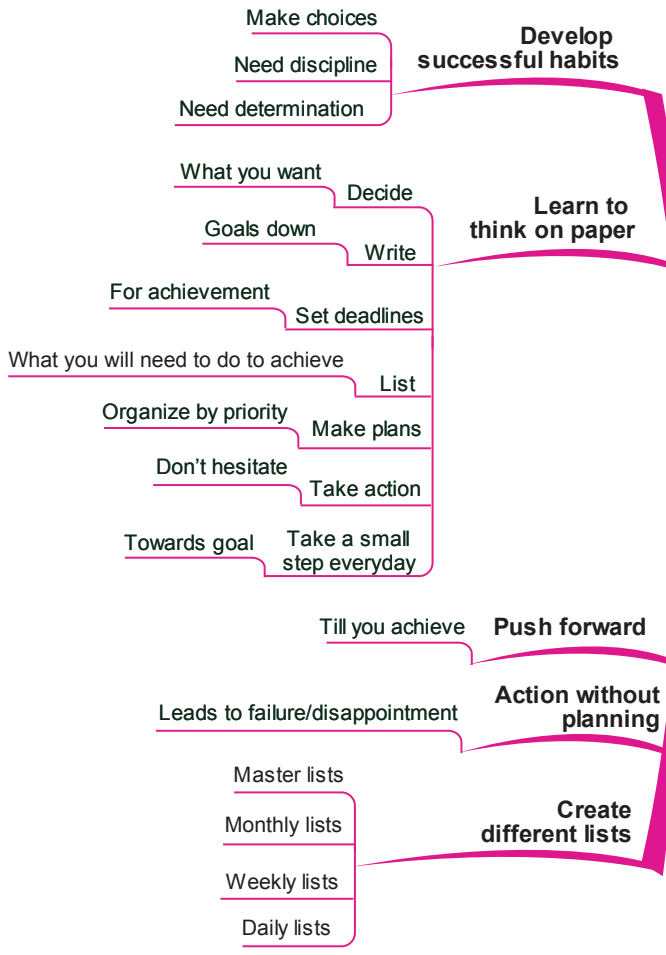 Develop
successful habits
Make choices
Need discipline
Need determination
Learn to
think on paper
Decide
What you want
Write
Goals down
Set deadlines
For achievement
List
What you will need to do to achieve
Make plans
Organize by priority
Take action
Don't hesitate
Take a small
step everyday
Towards goal
Push forward
Till you achieve
Action without
planning
Leads to failure/disappointment
Create
different lists
Master lists
Monthly lists
Weekly lists
Daily lists